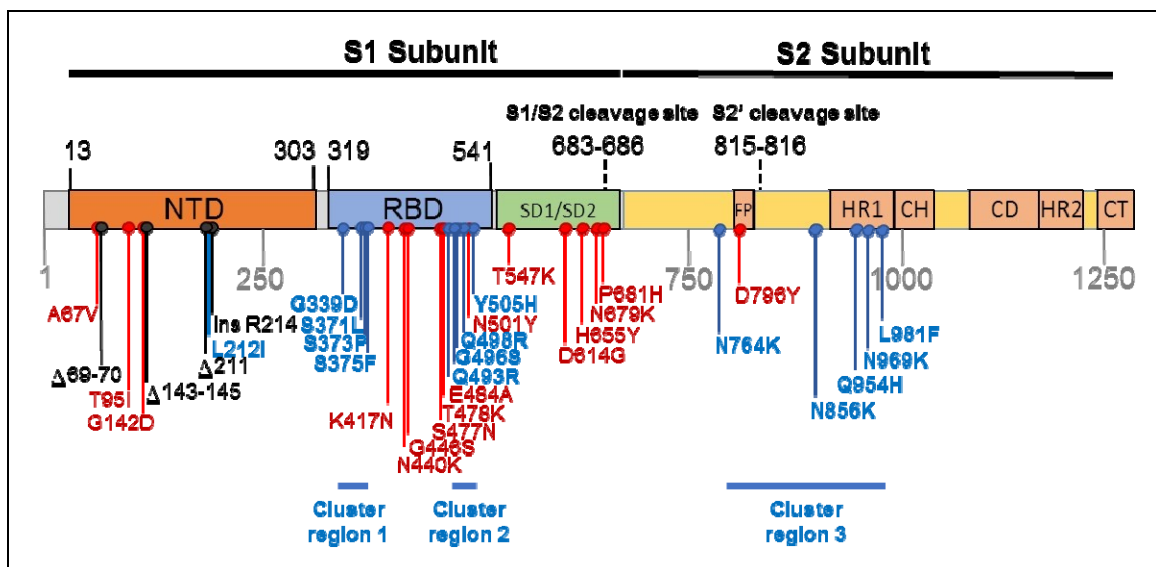 S1 Subunit
S2 Subunit
S1/S2 cleavage site
683-686
S2' cleavage site
815-816
13
303
319
541
NTD
RBD
SD1/SD2
FP
HR1
CH
CD
HR2
CT
1
250
750
1000
1250
A67V
Δ69-70
T95I
G142D
Δ143-145
Δ211
L212I
Ins R214
G339D
S371L
S373P
S375F
K417N
N440K
G446S
S477N
T478K
E484A
Q493R
G496S
Q498R
N501Y
Y505H
T547K
D614G
H655Y
N679K
P681H
N764K
D796Y
N856K
Q954H
N969K
L981F
Cluster
region 1
Cluster
region 2
Cluster
region 3